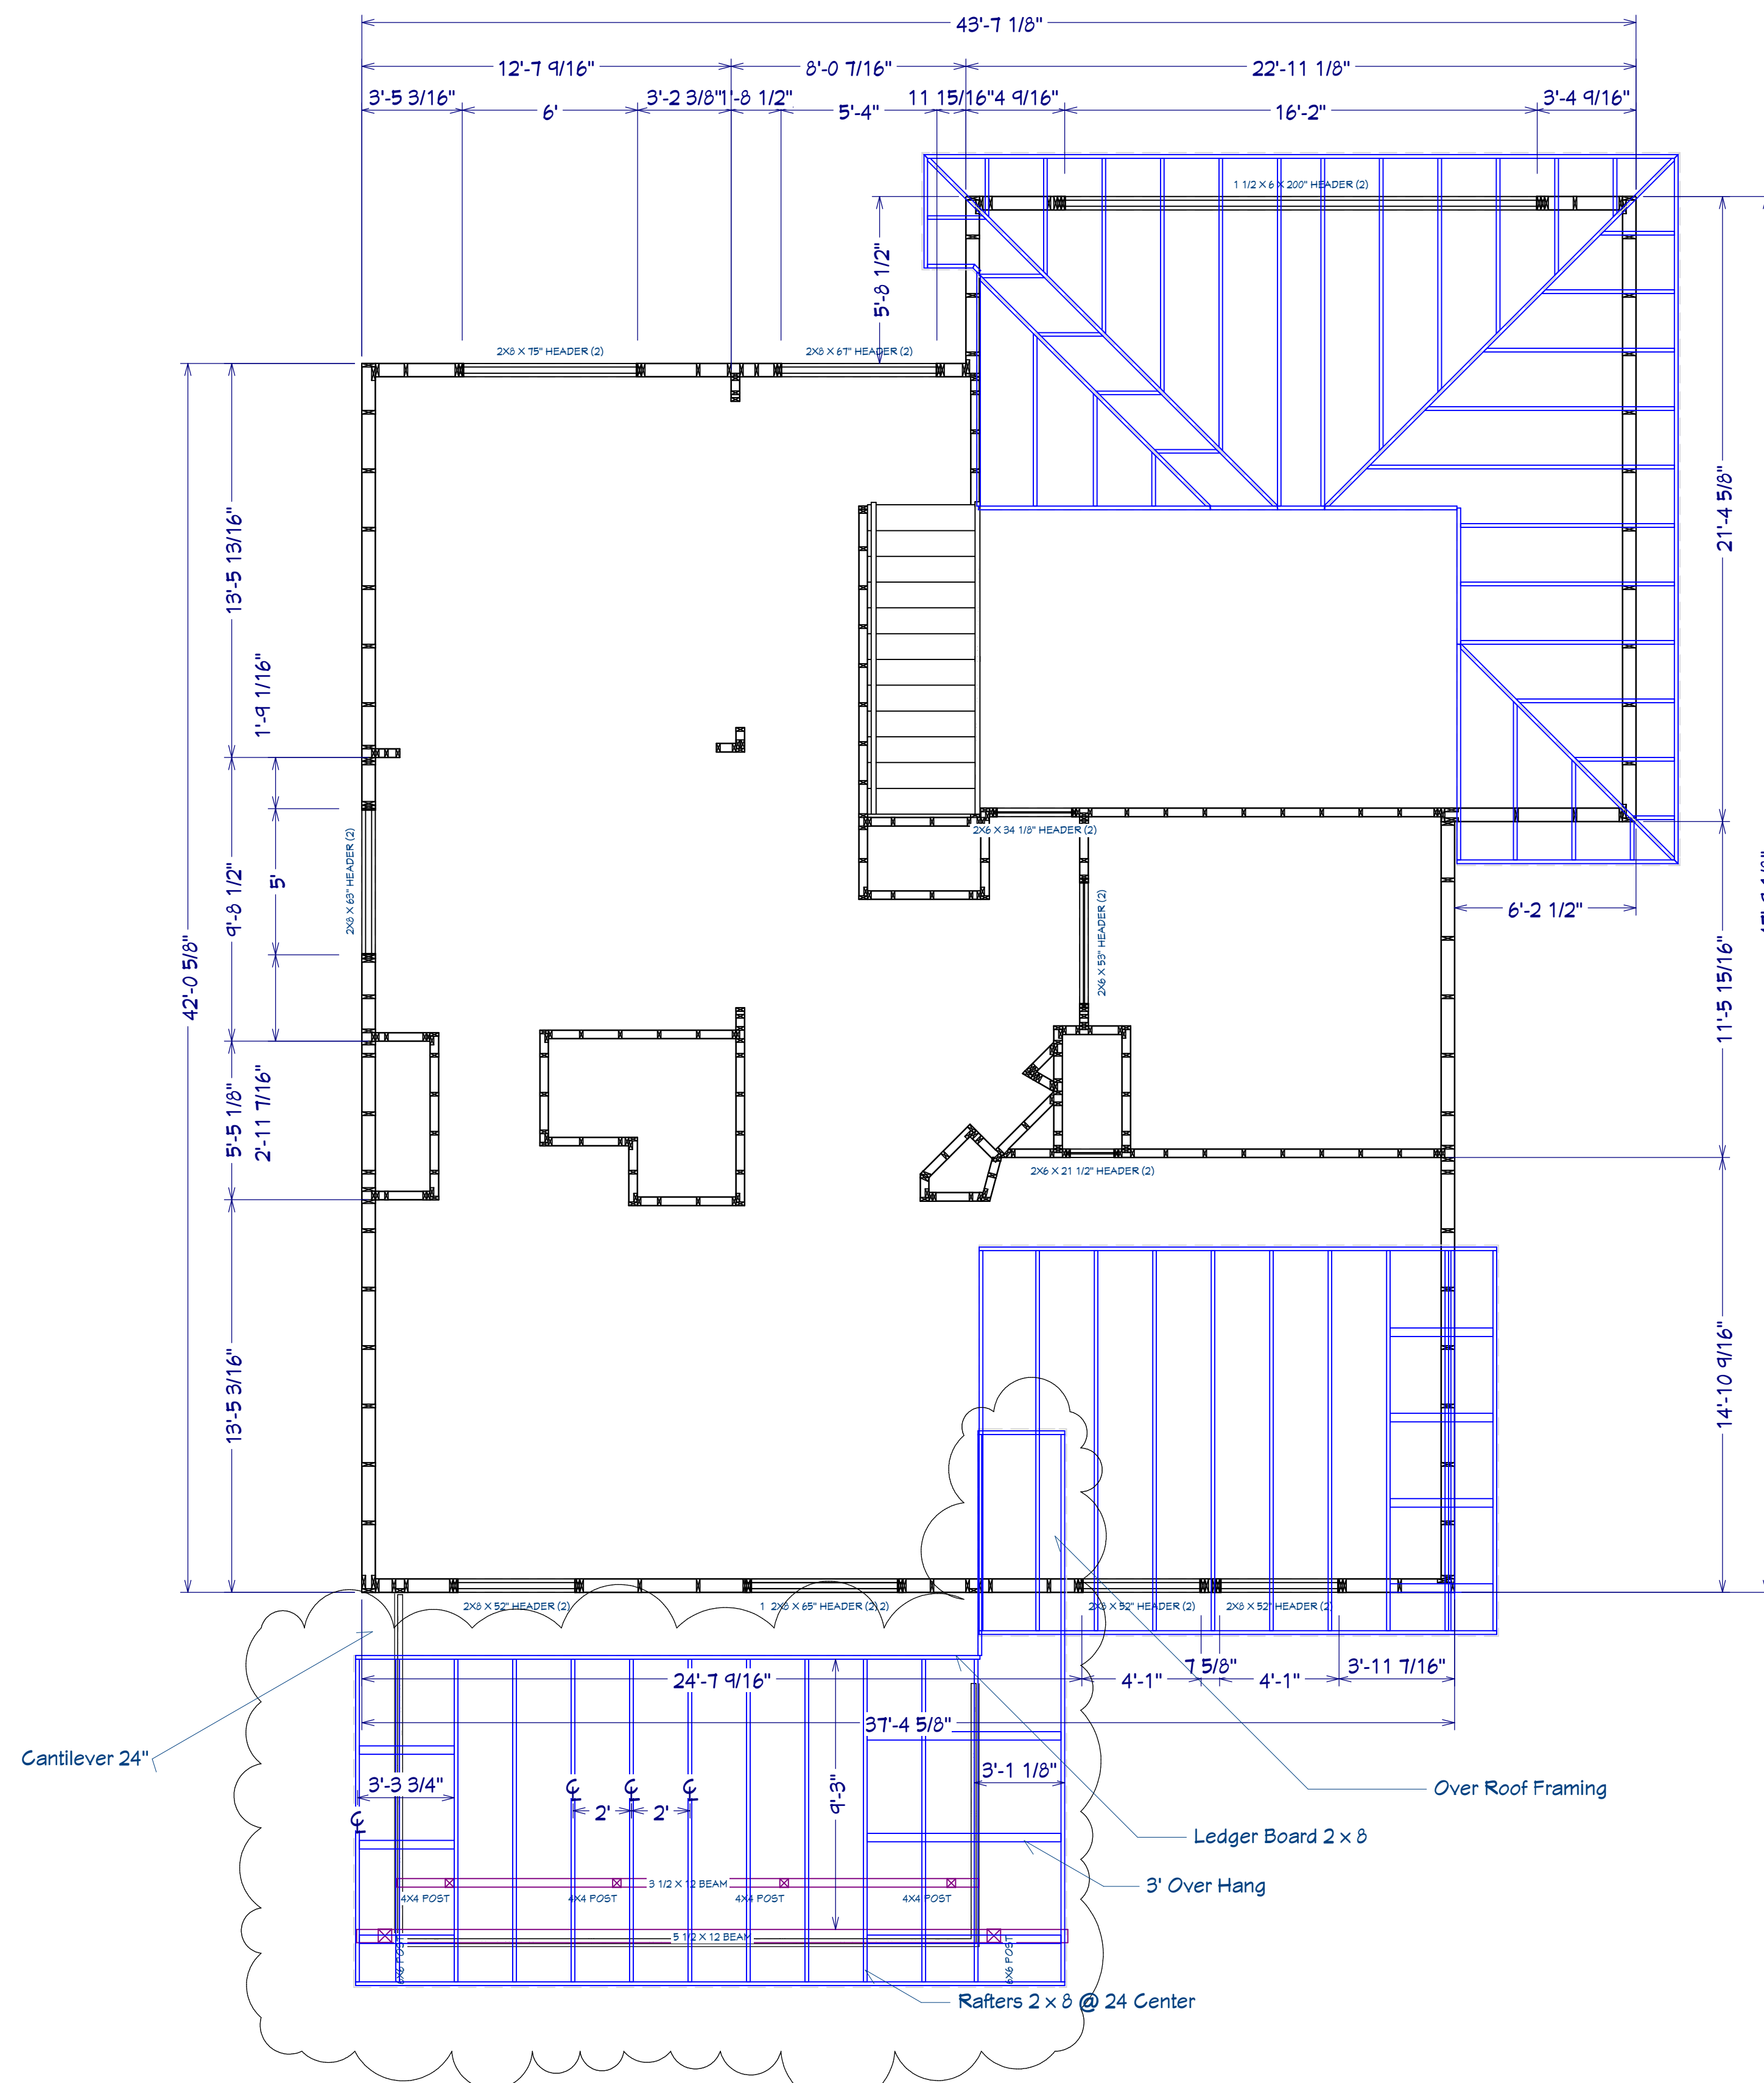 43'-7 1/8"
12'-7 9/16"
8'-0 7/16"
22'-11 1/8"
3'-5 3/16"
6'
3'-2 3/8"
1'-8 1/2"
5'-4"
11 15/16"
4 9/16"
16'-2"
3'-4 9/16"
1 1/2 X 6 X 200" HEADER (2)
5'-8 1/2"
2X8 X 75" HEADER (2)
2X8 X 67" HEADER (2)
13'-5 13/16"
21'-4 5/8"
1'-9 1/16"
2X6 X 34 1/8" HEADER (2)
2X8 X 63" HEADER (2)
5'
9'-8 1/2"
42'-0 5/8"
2X6 X 53" HEADER (2)
6'-2 1/2"
11'-5 15/16"
5'-5 1/8"
2'-11 7/16"
2X6 X 21 1/2" HEADER (2)
13'-5 3/16"
14'-10 9/16"
2X8 X 52" HEADER (2)
1 2X8 X 65" HEADER (2) 2)
2X8 X 52" HEADER (2)
2X8 X 52" HEADER (2)
24'-7 9/16"
4'-1"
7 5/8"
4'-1"
3'-11 7/16"
37'-4 5/8"
Cantilever 24"
3'-3 3/4"
2'
2'
9'-3"
3'-1 1/8"
Over Roof Framing
Ledger Board 2 x 8
3' Over Hang
3 1/2 X 12 BEAM
4X4 POST
4X4 POST
4X4 POST
4X4 POST
5 1/2 X 12 BEAM
6X6 POST
6X6 POST
Rafters 2 x 8 @ 24 Center